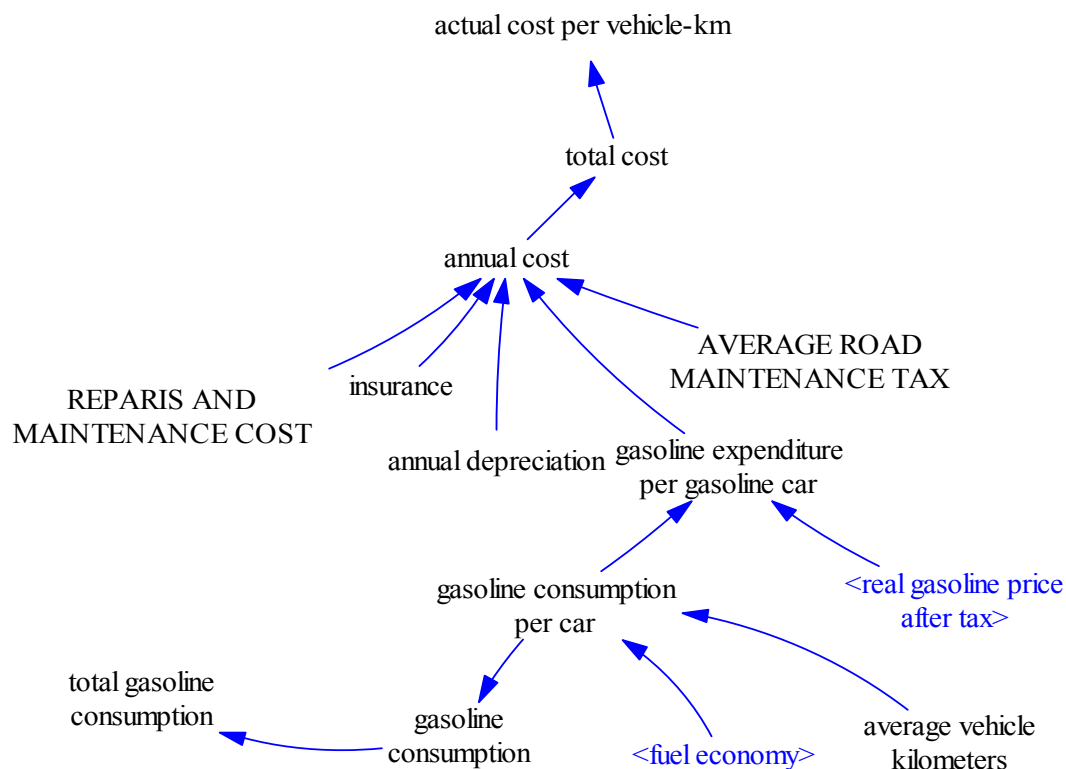 actual cost per vehicle-km
total cost
annual cost
AVERAGE ROAD
MAINTENANCE TAX
insurance
REPARIS AND
MAINTENANCE COST
annual depreciation
gasoline expenditure
per gasoline car
gasoline consumption
per car
<real gasoline price
after tax>
total gasoline
consumption
gasoline
consumption
<fuel economy>
average vehicle
kilometers